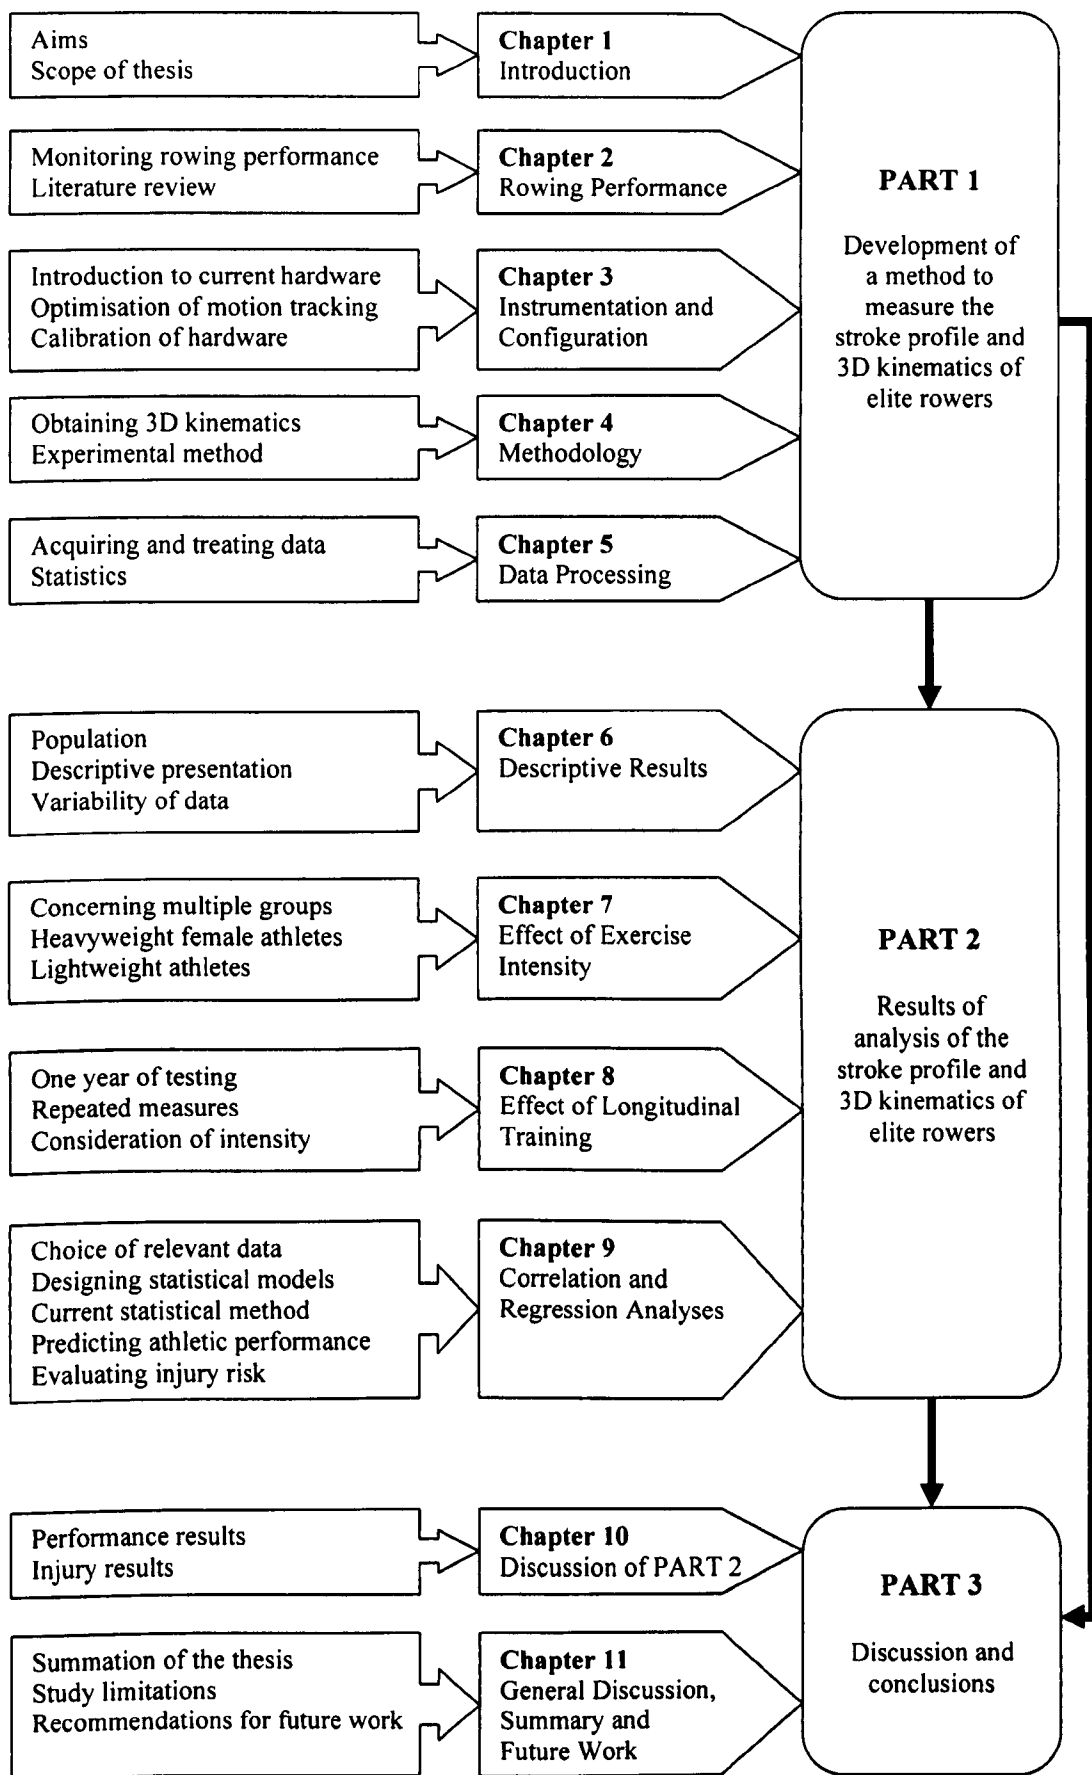 Aims
Scope of thesis
Chapter 1
Introduction
Monitoring rowing performance
Literature review
Chapter 2
Rowing Performance
Introduction to current hardware
Optimisation of motion tracking
Calibration of hardware
Chapter 3
Instrumentation and
Configuration
Obtaining 3D kinematics
Experimental method
Chapter 4
Methodology
Acquiring and treating data
Statistics
Chapter 5
Data Processing
PART 1
Development of
a method to
measure the
stroke profile and
3D kinematics of
elite rowers
Population
Descriptive presentation
Variability of data
Chapter 6
Descriptive Results
Concerning multiple groups
Heavyweight female athletes
Lightweight athletes
Chapter 7
Effect of Exercise
Intensity
One year of testing
Repeated measures
Consideration of intensity
Chapter 8
Effect of Longitudinal
Training
Choice of relevant data
Designing statistical models
Current statistical method
Predicting athletic performance
Evaluating injury risk
Chapter 9
Correlation and
Regression Analyses
PART 2
Results of
analysis of the
stroke profile and
3D kinematics of
elite rowers
Performance results
Injury results
Chapter 10
Discussion of PART 2
Summation of the thesis
Study limitations
Recommendations for future work
Chapter 11
General Discussion,
Summary and
Future Work
PART 3
Discussion and
conclusions